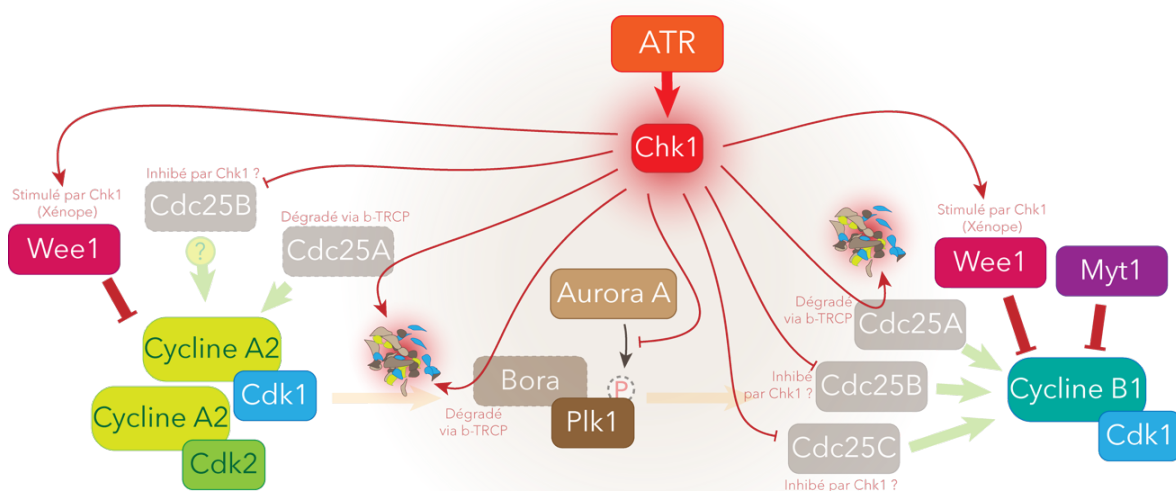 ATR
Chk1
Inhibé par Chk1 ?
Cdc25B
?
Stimulé par Chk1
(Xénope)
Wee1
Dégradé via b-TRCP
Cdc25A
Cycline A2
Cdk1
Cycline A2
Cdk2
Aurora A
Bora
P
Plk1
Dégradé
via b-TRCP
Stimulé par Chk1
(Xénope)
Wee1
Myt1
Dégradé
via b-TRCP
Cdc25A
Inhibé
par Chk1 ?
Cdc25B
Cdc25C
Inhibé par Chk1 ?
Cycline B1
Cdk1